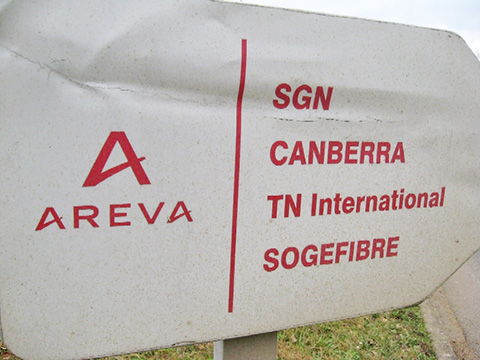 AREVA
SGN
CANBERRA
TN International
SOGEFIBRE